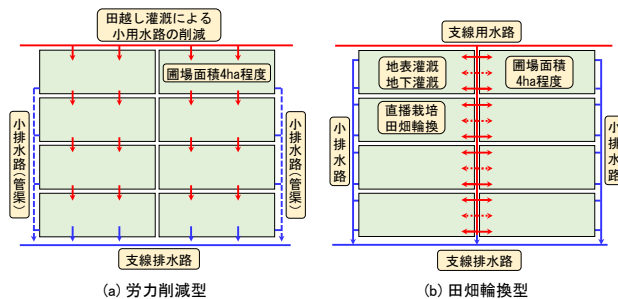 田越し灌漑による
小用水路の削減
圃場面積4ha程度
小排水路(管渠)
小排水路(管渠)
支線排水路
(a) 労力削減型
支線用水路
地表灌漑
地下灌漑
圃場面積
4ha程度
直播栽培
田畑輪換
小排水路
小排水路
支線排水路
(b) 田畑輪換型